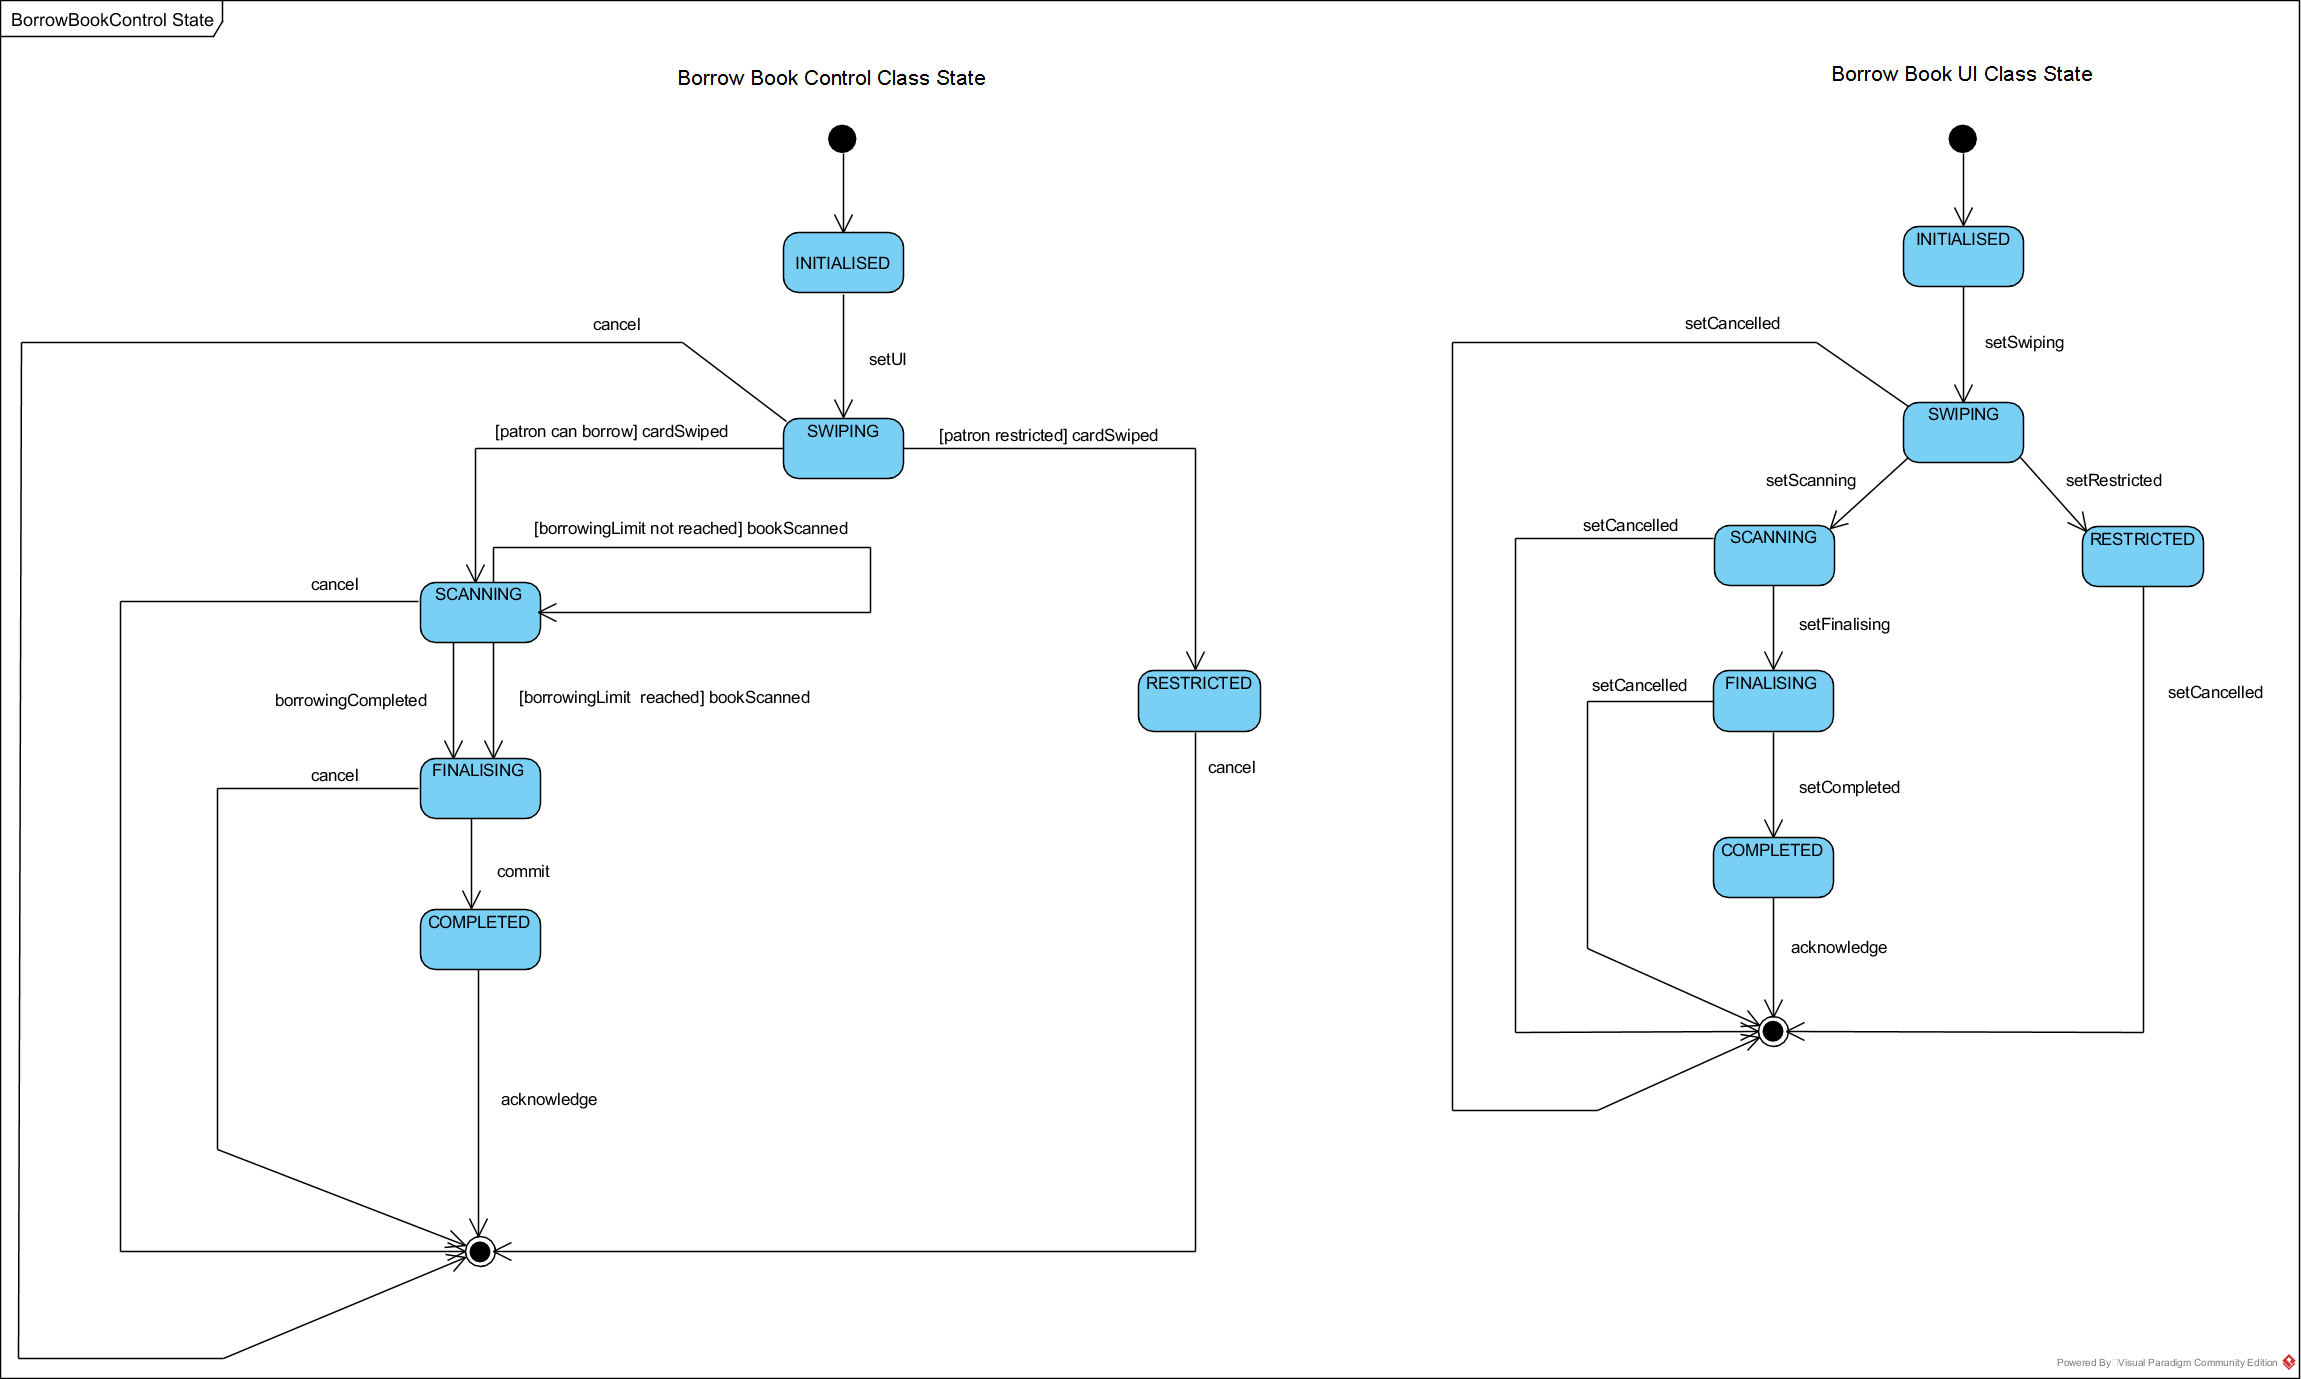 BorrowBookControl State
Borrow Book Control Class State
INITIALISED
cancel
setUI
SWIPING
[patron can borrow] cardSwiped
[patron restricted] cardSwiped
[borrowingLimit not reached] bookScanned
cancel
SCANNING
borrowingCompleted
[borrowingLimit  reached] bookScanned
RESTRICTED
cancel
FINALISING
cancel
commit
COMPLETED
acknowledge
Borrow Book UI Class State
INITIALISED
setCancelled
setSwiping
SWIPING
setScanning
setRestricted
setCancelled
SCANNING
RESTRICTED
setFinalising
setCancelled
FINALISING
setCancelled
setCompleted
COMPLETED
acknowledge
Powered By Visual Paradigm Community Edition